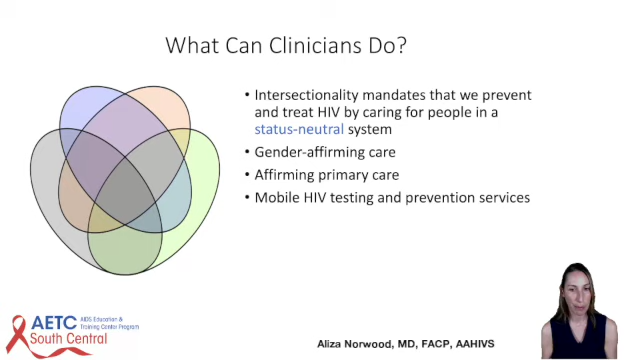 What Can Clinicians Do?
• Intersectionality mandates that we prevent
and treat HIV by caring for people in a
status-neutral system
• Gender-affirming care
• Affirming primary care
• Mobile HIV testing and prevention services
AETC AIDS Education &
Training Center Program
South Central
Aliza Norwood, MD, FACP, AAHIVS